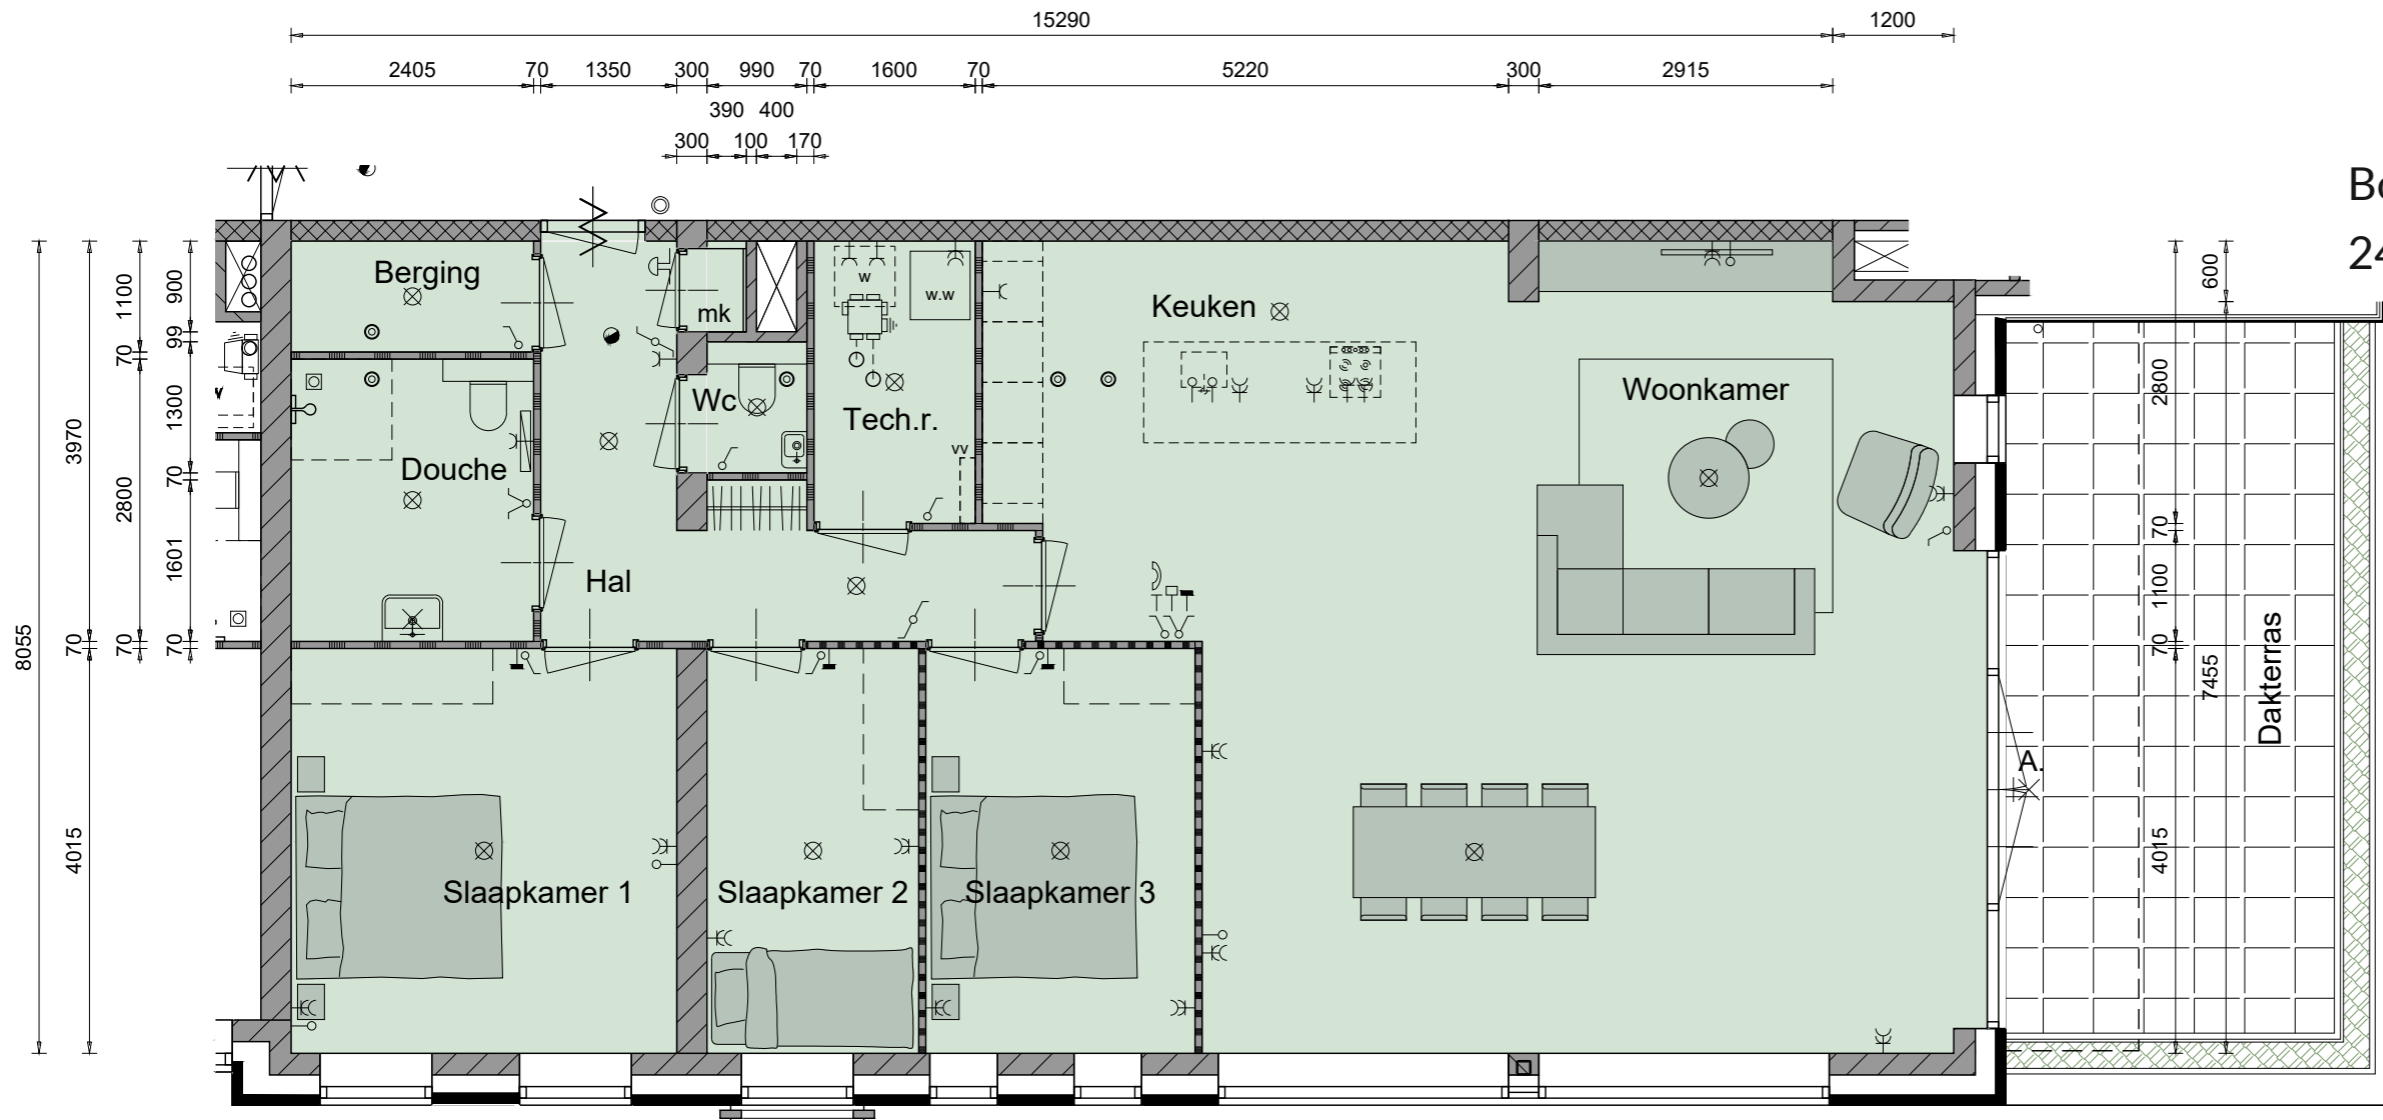 15290 1200
2405 70 1350 300 990 70 1600 70 5220 300 2915
390 400
300 100 170
24
Berging
mk
w
w.w
Keuken
Woonkamer
Wc
Tech.r.
vv
Douche
Hal
Slaapkamer 1
Slaapkamer 2
Slaapkamer 3
Dakterras
A.
8055
3970
70
4015
1100
70
2800
70
900
99
1300
70
1601
70
600
2800
70
1100
70
7455
4015